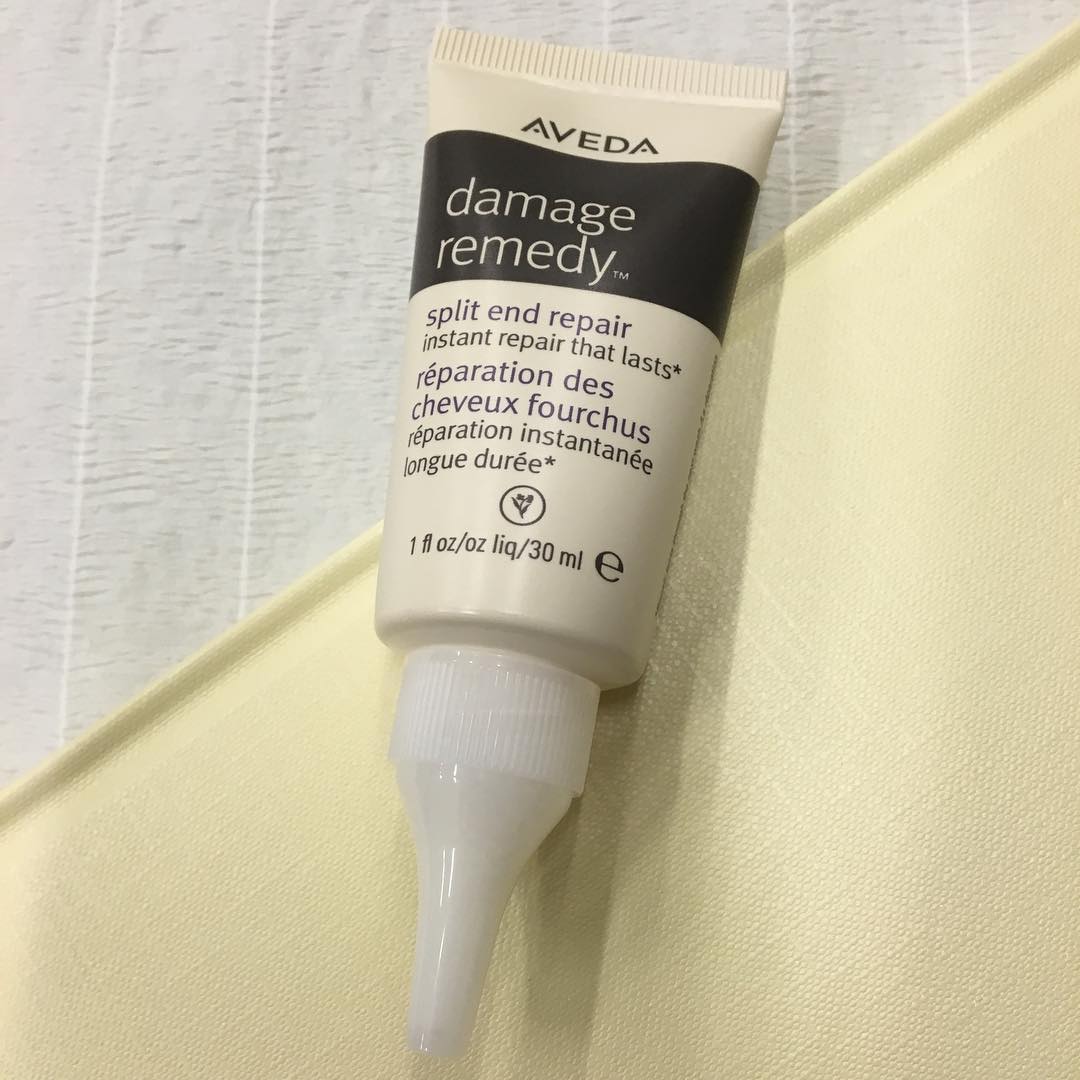 AVEDA
damage
remedy™
split end repair
instant repair that lasts*
réparation des
cheveux fourchus
réparation instantanée
longue durée*
1 fl oz/oz liq/30 ml ℮